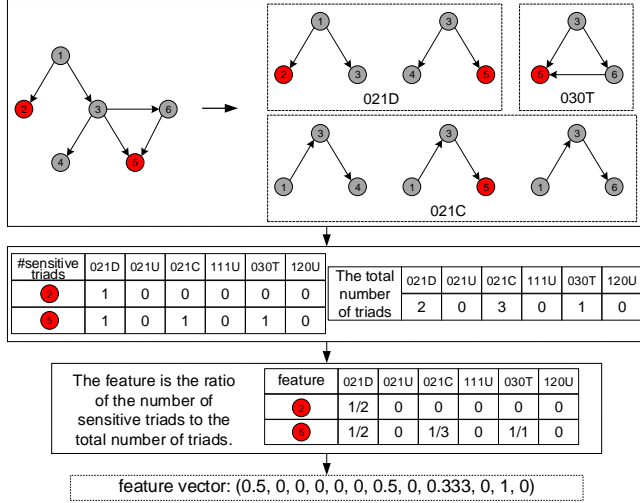 1
2
3
6
4
5
1
2
3
3
4
5
021D
3
5
6
030T
3
1
4
3
1
5
3
1
6
021C
#sensitive triads 021D 021U 021C 111U 030T 120U
2 1 0 0 0 0 0
5 1 0 1 0 1 0
The total
number
of triads
021D 021U 021C 111U 030T 120U
2 0 3 0 1 0
The feature is the ratio
of the number of
sensitive triads to the
total number of triads.
feature 021D 021U 021C 111U 030T 120U
2 1/2 0 0 0 0 0
5 1/2 0 1/3 0 1/1 0
feature vector: (0.5, 0, 0, 0, 0, 0, 0.5, 0, 0.333, 0, 1, 0)